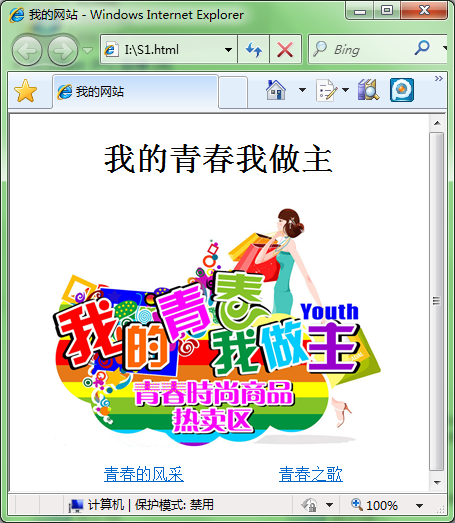 我的网站 - Windows Internet Explorer
I:\S1.html
Bing
我的网站
我的青春我做主
我的青春我做主
Youth
青春時尚商品
热卖区
青春的风采
青春之歌
计算机 | 保护模式: 禁用
100%